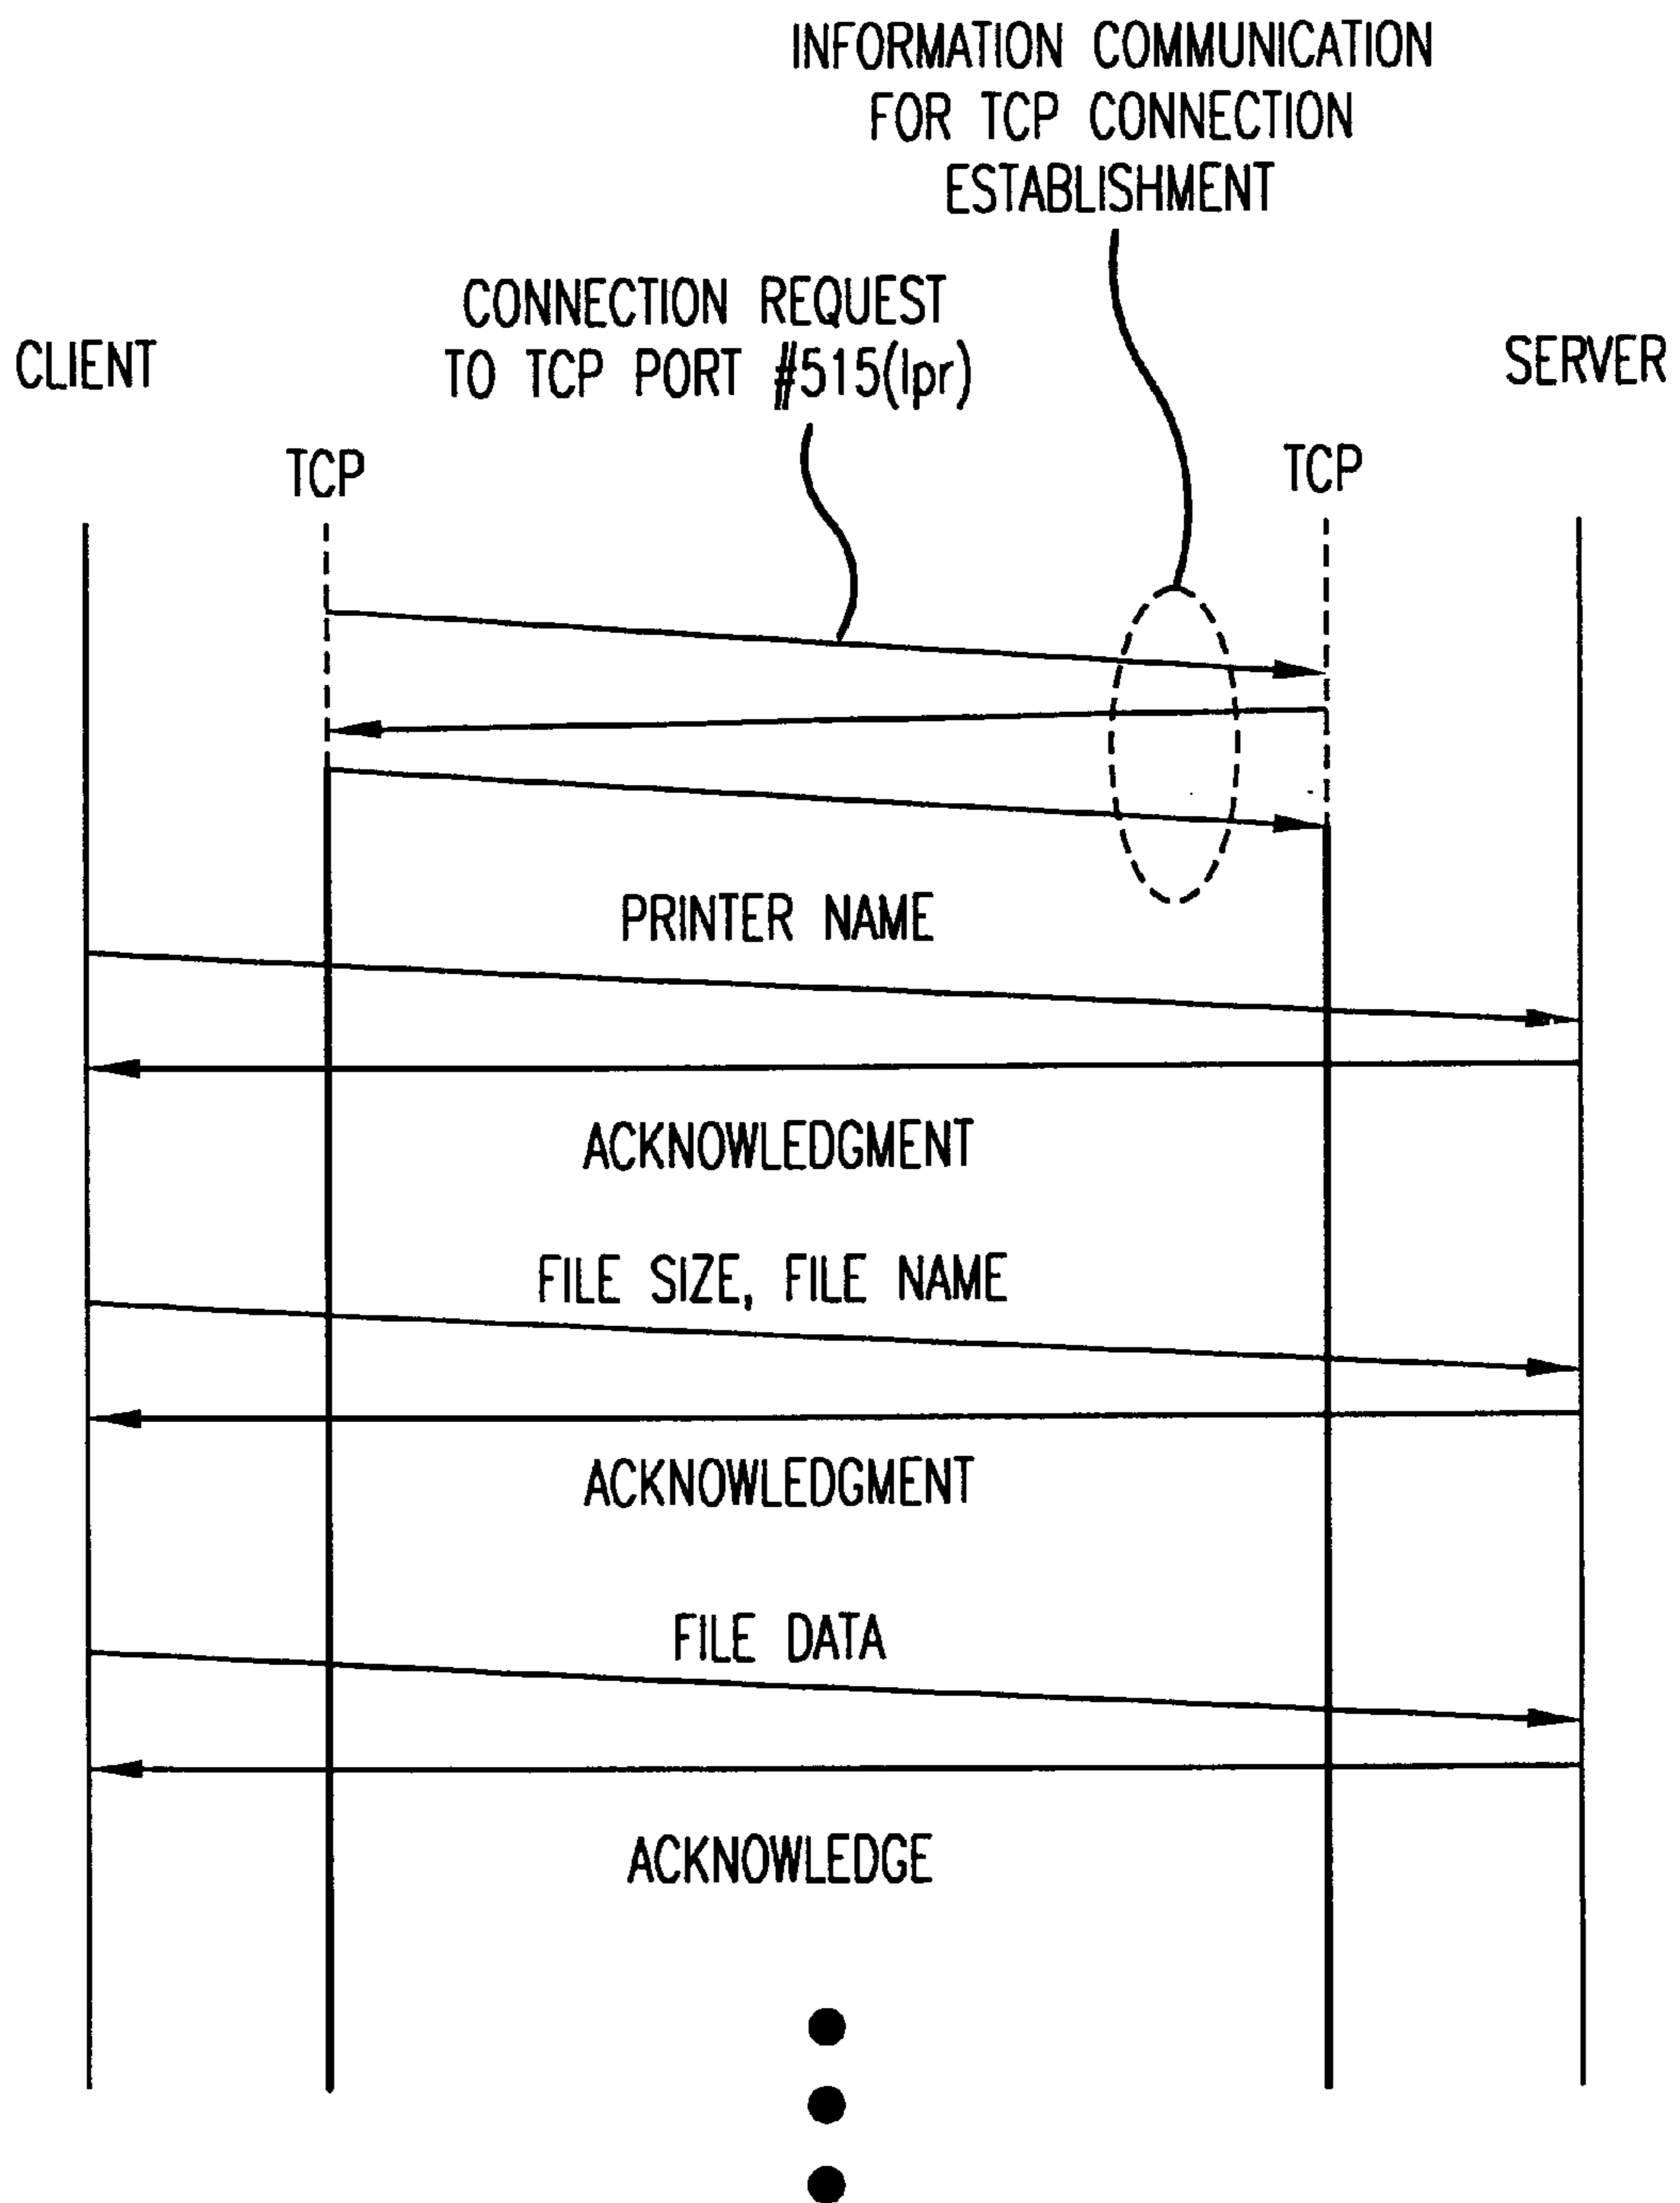 INFORMATION COMMUNICATION
FOR TCP CONNECTION
ESTABLISHMENT
CONNECTION REQUEST
TO TCP PORT #515(lpr)
CLIENT
SERVER
TCP
TCP
PRINTER NAME
ACKNOWLEDGMENT
FILE SIZE, FILE NAME
ACKNOWLEDGMENT
FILE DATA
ACKNOWLEDGE